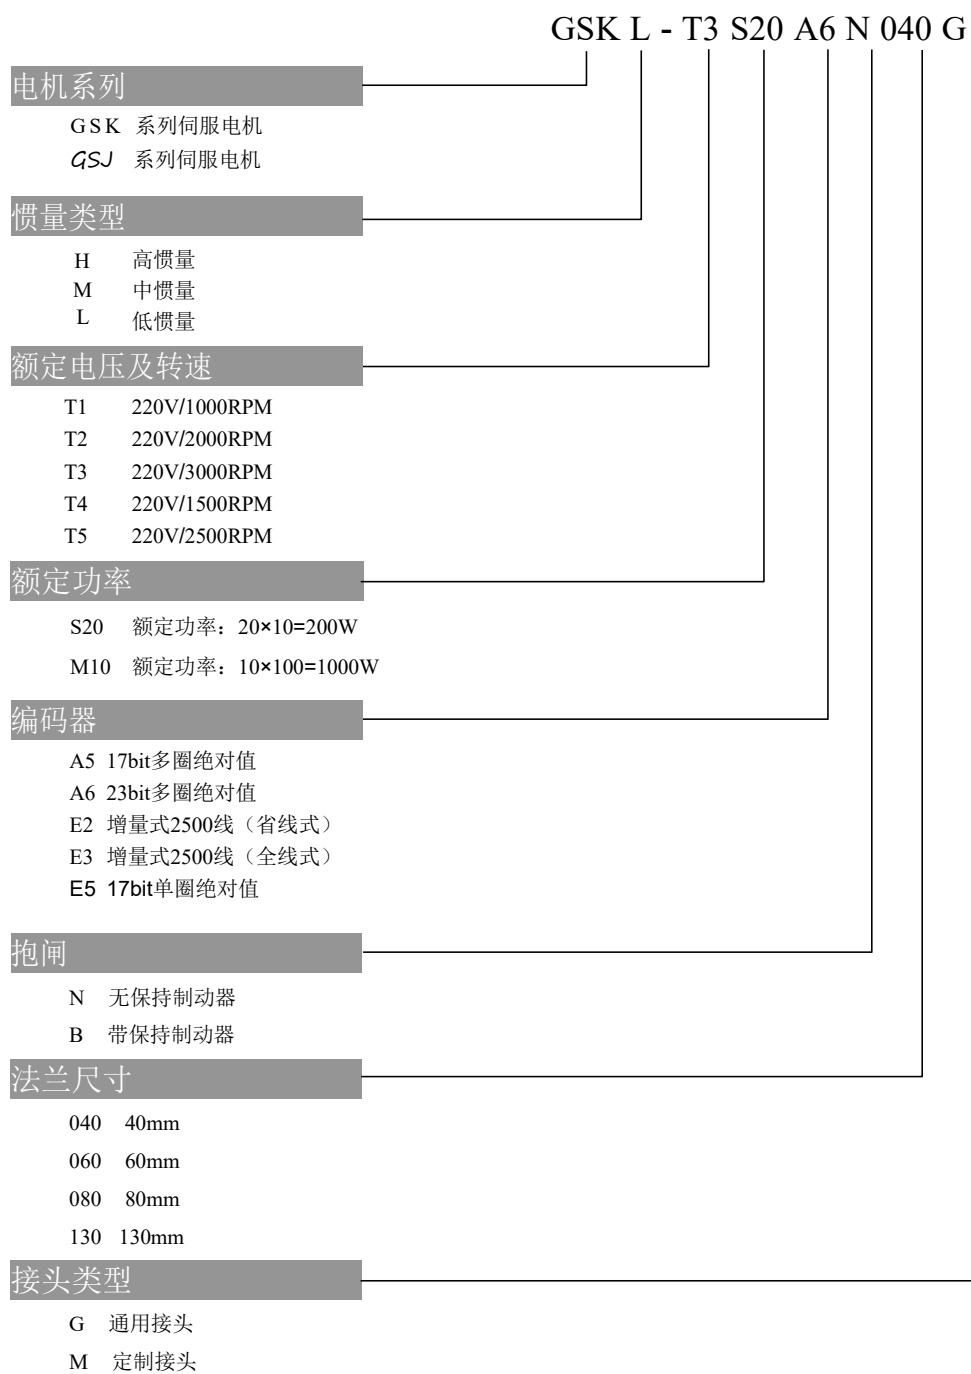 GSK L - T3 S20 A6 N 040 G
电机系列
GSK 系列伺服电机
GSJ 系列伺服电机
惯量类型
H 高惯量
M 中惯量
L 低惯量
额定电压及转速
T1 220V/1000RPM
T2 220V/2000RPM
T3 220V/3000RPM
T4 220V/1500RPM
T5 220V/2500RPM
额定功率
S20 额定功率：20×10=200W
M10 额定功率：10×100=1000W
编码器
A5 17bit多圈绝对值
A6 23bit多圈绝对值
E2 增量式2500线（省线式）
E3 增量式2500线（全线式）
E5 17bit单圈绝对值
抱闸
N 无保持制动器
B 带保持制动器
法兰尺寸
040 40mm
060 60mm
080 80mm
130 130mm
接头类型
G 通用接头
M 定制接头